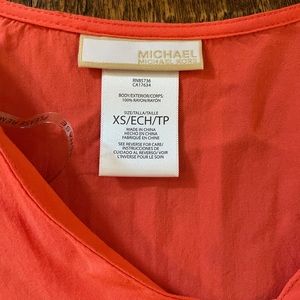 MICHAEL
MICHAEL KORS
RN85736
CA17634
BODY/EXTERIOR/CORPS:
100% RAYON/RAYÓN
SIZE/TALLA/TAILLE
XS/ECH/TP
MADE IN CHINA
HECHO EN CHINA
FABRIQUÉ EN CHINE
SEE REVERSE FOR CARE/
INSTRUCCIONES DE
CUIDADO AL REVERSO/ VOIR
L'INVERSE POUR LE SOIN